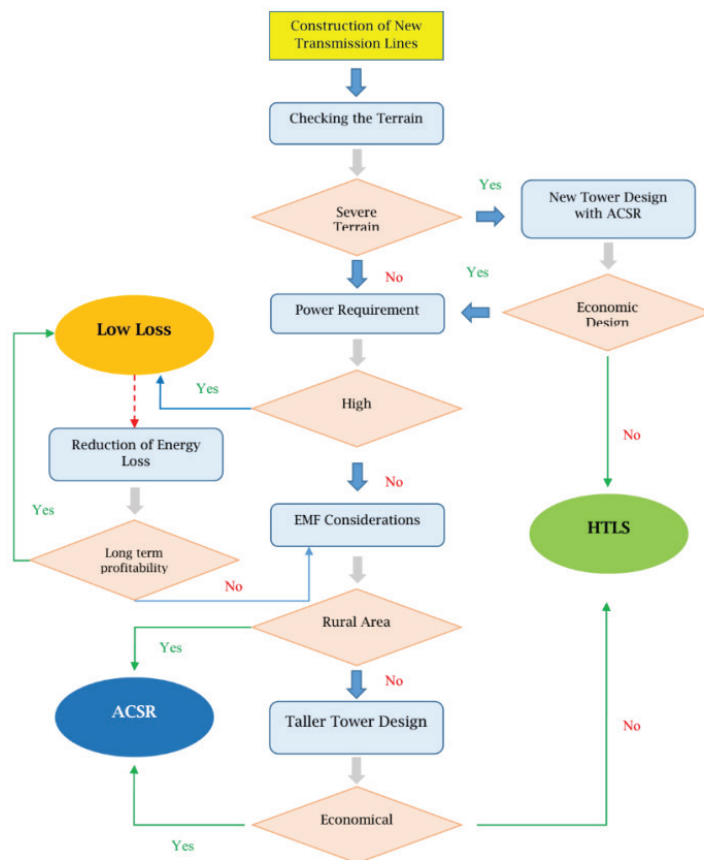 Construction of New
Transmission Lines
Checking the Terrain
Yes
New Tower Design
with ACSR
Severe
Terrain
No
Yes
Power Requirement
Economic
Design
Low Loss
Yes
High
No
Reduction of Energy
Loss
No
Yes
EMF Considerations
HTLS
Long term
profitability
No
Rural Area
Yes
No
ACSR
Taller Tower Design
No
Economical
Yes